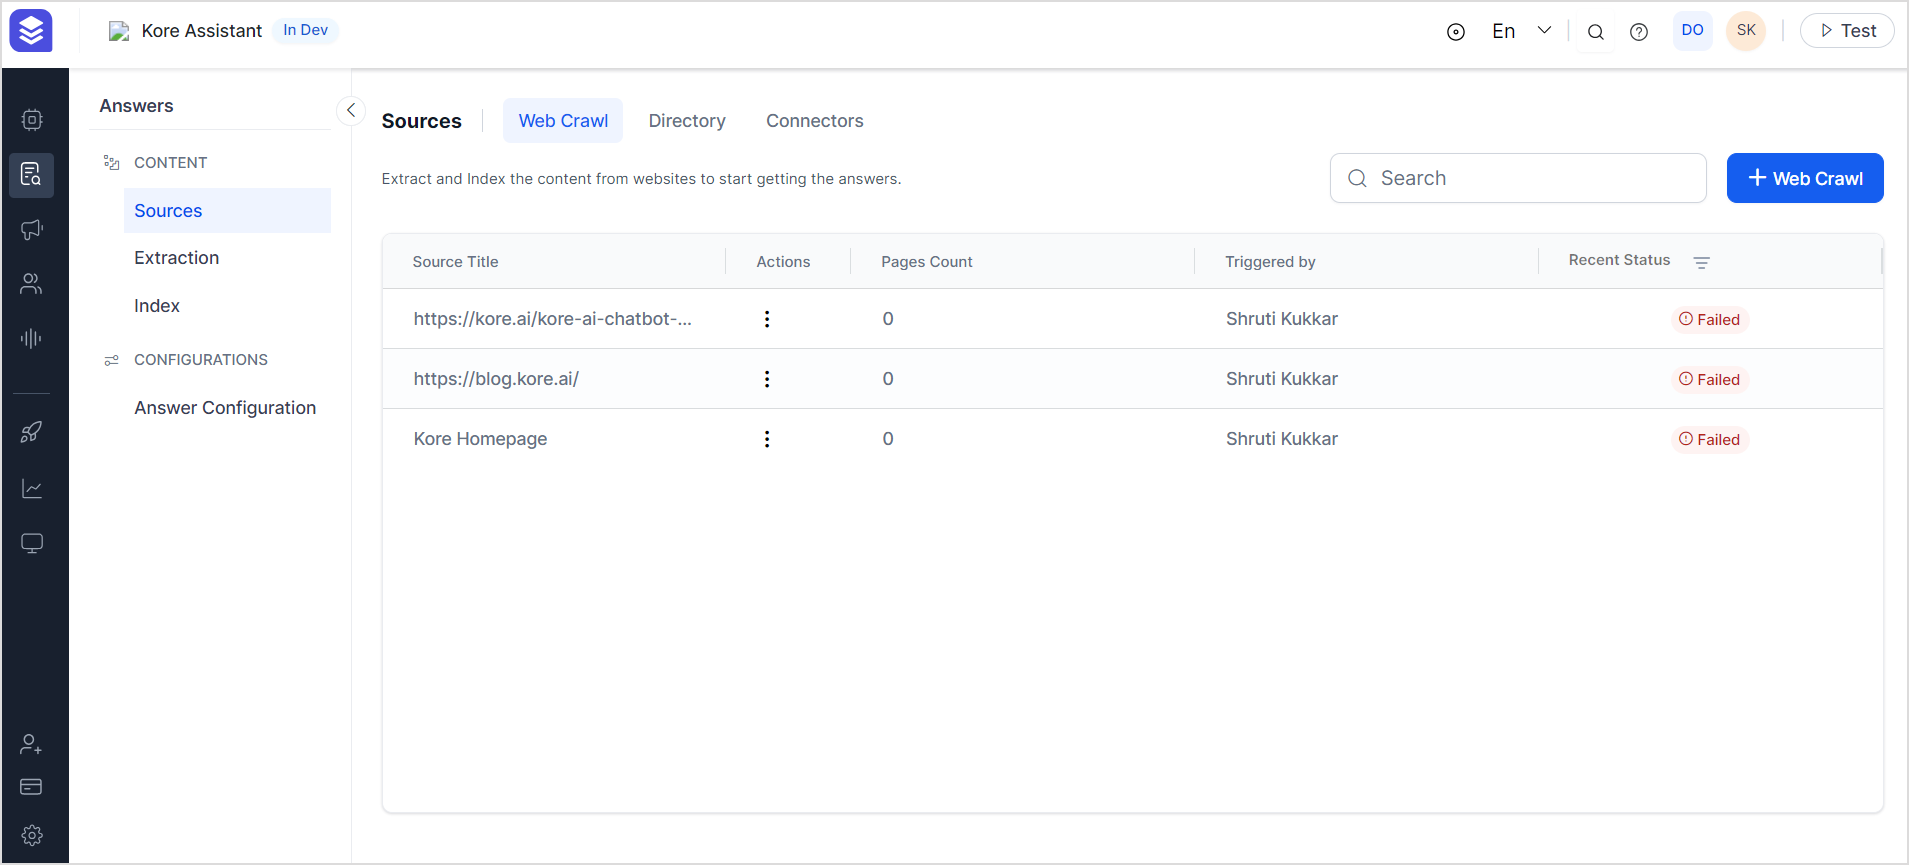 Kore Assistant In Dev En DO SK Test
Answers
CONTENT
Sources
Extraction
Index
CONFIGURATIONS
Answer Configuration
Sources Web Crawl Directory Connectors
Extract and Index the content from websites to start getting the answers.
Search
Web Crawl
Source Title Actions Pages Count Triggered by Recent Status
https://kore.ai/kore-ai-chatbot-... 0 Shruti Kukkar Failed
https://blog.kore.ai/ 0 Shruti Kukkar Failed
Kore Homepage 0 Shruti Kukkar Failed